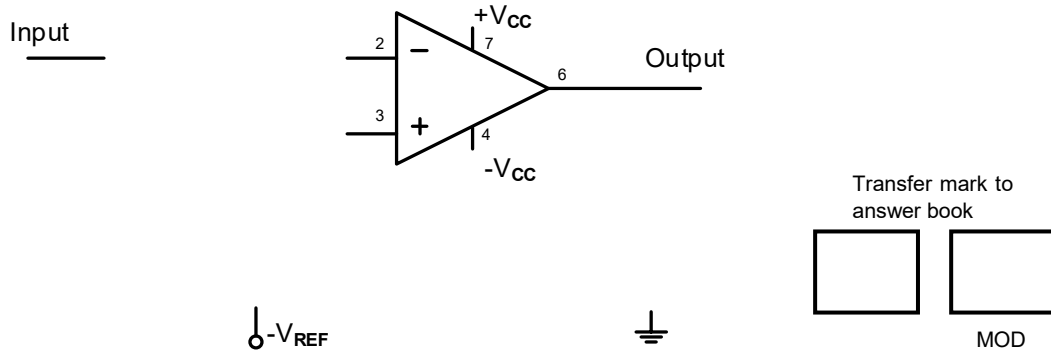 +VCC
Input
2
−
7
Output
6
3
+
4
-VCC
Transfer mark to
answer book
-VREF
MOD